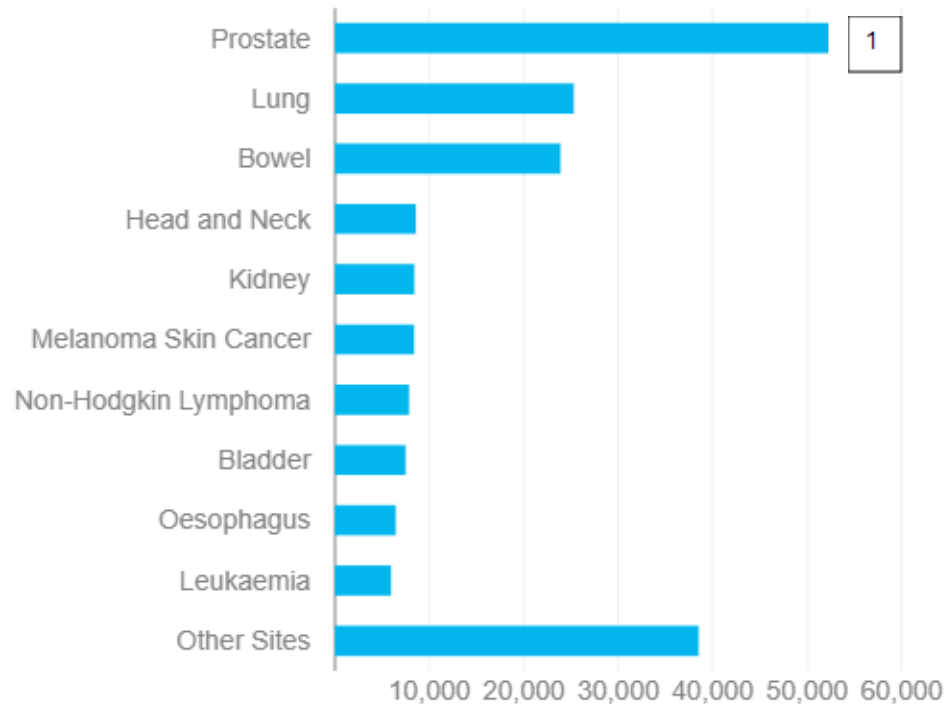 Prostate
1
Lung
Bowel
Head and Neck
Kidney
Melanoma Skin Cancer
Non-Hodgkin Lymphoma
Bladder
Oesophagus
Leukaemia
Other Sites
10,000 20,000 30,000 40,000 50,000 60,000